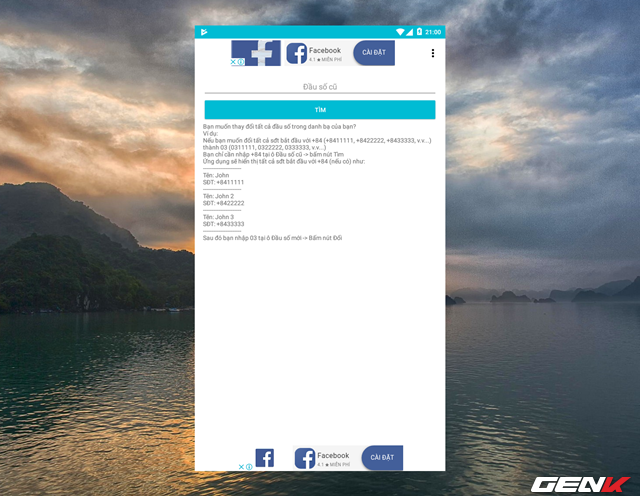 21:00
Facebook
4.1 ★ MIỄN PHÍ
CÀI ĐẶT
Đầu số cũ
TÌM
Bạn muốn thay đổi tất cả đầu số trong danh bạ của bạn?
Ví dụ:
Nếu bạn muốn đổi tất cả sđt bắt đầu với +84 (+8411111, +8422222, +8433333, v.v...)
thành 03 (0311111, 0322222, 0333333, v.v...)
Bạn chỉ cần nhập +84 tại ô Đầu số cũ -> bấm nút Tìm
Ứng dụng sẽ hiển thị tất cả sđt bắt đầu với +84 (nếu có) như:
--------------------
Tên: John
SĐT: +8411111
--------------------
Tên: John 2
SĐT: +8422222
--------------------
Tên: John 3
SĐT: +8433333
--------------------
Sau đó bạn nhập 03 tại ô Đầu số mới -> Bấm nút Đổi
Facebook
4.1 ★ MIỄN PHÍ
CÀI ĐẶT
GENK